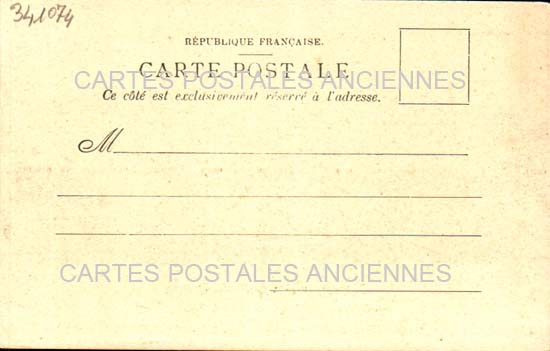 341074
RÉPUBLIQUE FRANÇAISE.
CARTE POSTALE
CARTES POSTALES ANCIENNES
Ce côté est exclusivement réservé à l'adresse.
M
CARTES POSTALES ANCIENNES